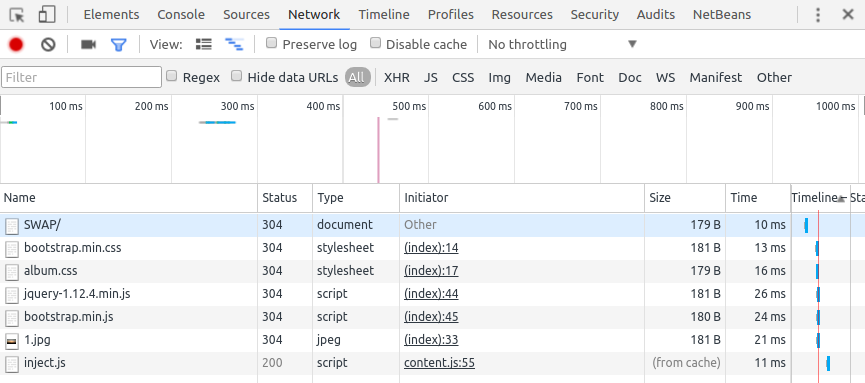 Elements Console Sources Network Timeline Profiles Resources Security Audits NetBeans
View: Preserve log Disable cache No throttling
Filter Regex Hide data URLs All XHR JS CSS Img Media Font Doc WS Manifest Other
100 ms 200 ms 300 ms 400 ms 500 ms 600 ms 700 ms 800 ms 900 ms 1000 ms
Name Status Type Initiator Size Time Timeline – Sta
SWAP/ 304 document Other 179 B 10 ms
bootstrap.min.css 304 stylesheet (index):14 181 B 13 ms
album.css 304 stylesheet (index):17 179 B 16 ms
jquery-1.12.4.min.js 304 script (index):44 181 B 26 ms
bootstrap.min.js 304 script (index):45 180 B 24 ms
1.jpg 304 jpeg (index):33 181 B 21 ms
inject.js 200 script content.js:55 (from cache) 11 ms